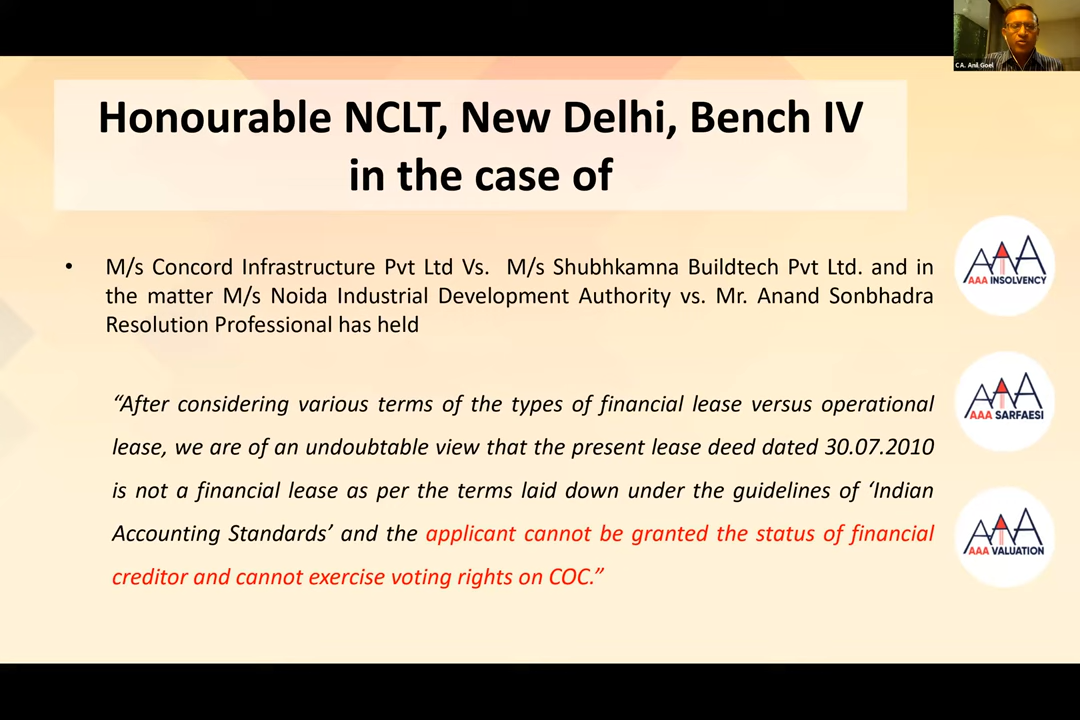 CA. Anil Goel
Honourable NCLT, New Delhi, Bench IV
in the case of
• M/s Concord Infrastructure Pvt Ltd Vs. M/s Shubhkamna Buildtech Pvt Ltd. and in
the matter M/s Noida Industrial Development Authority vs. Mr. Anand Sonbhadra
Resolution Professional has held
“After considering various terms of the types of financial lease versus operational
lease, we are of an undoubtable view that the present lease deed dated 30.07.2010
is not a financial lease as per the terms laid down under the guidelines of ‘Indian
Accounting Standards’ and the applicant cannot be granted the status of financial
creditor and cannot exercise voting rights on COC.”
AAA
AAA INSOLVENCY
AAA
AAA SARFAESI
AAA
AAA VALUATION